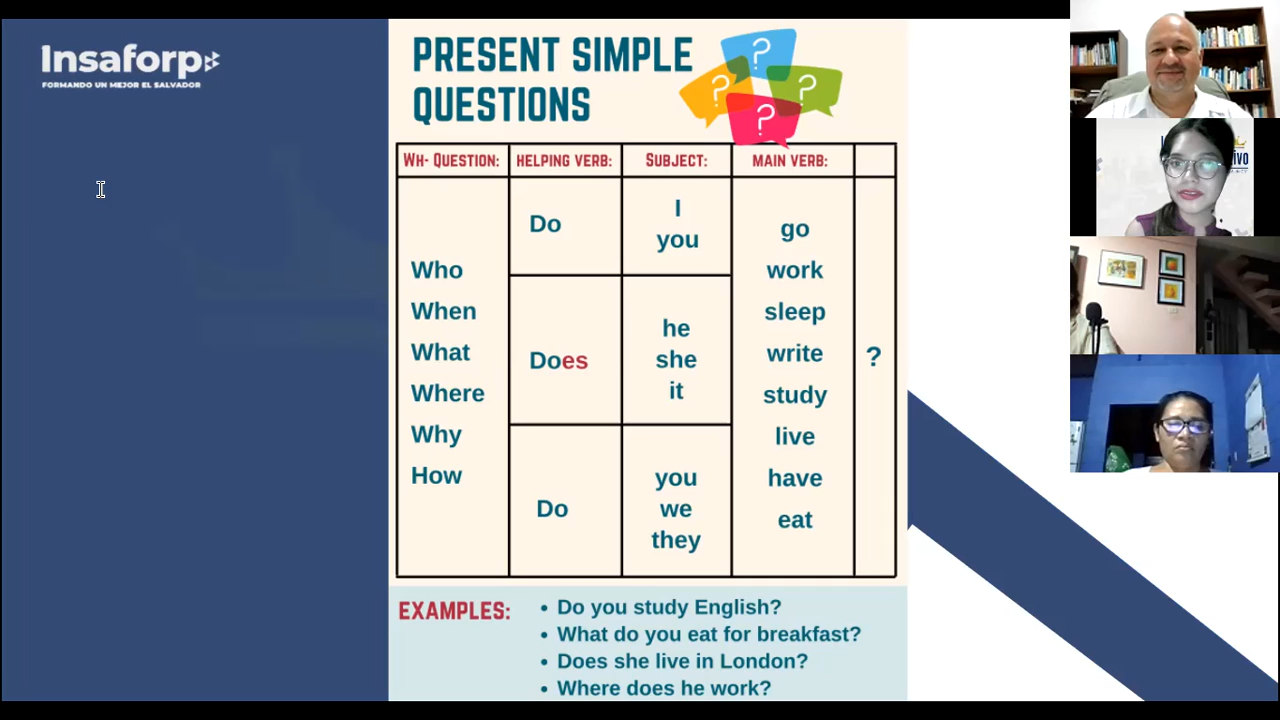 Insaforp
FORMANDO UN MEJOR EL SALVADOR
PRESENT SIMPLE
QUESTIONS
? ? ? ?
WH- QUESTION: HELPING VERB: SUBJECT: MAIN VERB:
Who
When
What
Where
Why
How
Do
Does
Do
I
you
he
she
it
you
we
they
go
work
sleep
write
study
live
have
eat
?
EXAMPLES:
• Do you study English?
• What do you eat for breakfast?
• Does she live in London?
• Where does he work?